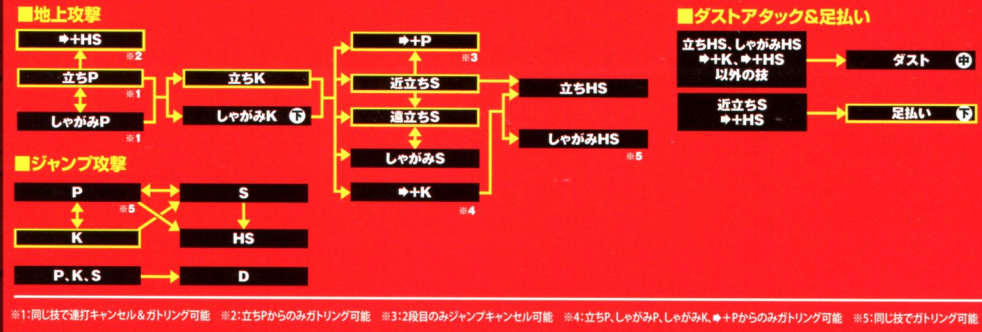 ■地上攻撃
➡+HS
※2
立ちP
※1
しゃがみP
※1
立ちK
しゃがみK 下
➡+P
※3
近立ちS
遠立ちS
しゃがみS
➡+K
※4
立ちHS
しゃがみHS
※5
■ジャンプ攻撃
P
※5
S
K
HS
P、K、S
D
■ダストアタック&足払い
立ちHS、しゃがみHS
➡+K、➡+HS
以外の技
ダスト 中
近立ちS
➡+HS
足払い 下
※1:同じ技で連打キャンセル&ガトリング可能 ※2:立ちPからのみガトリング可能 ※3:2段目のみジャンプキャンセル可能 ※4:立ちP、しゃがみP、しゃがみK、➡+Pからのみガトリング可能 ※5:同じ技でガトリング可能